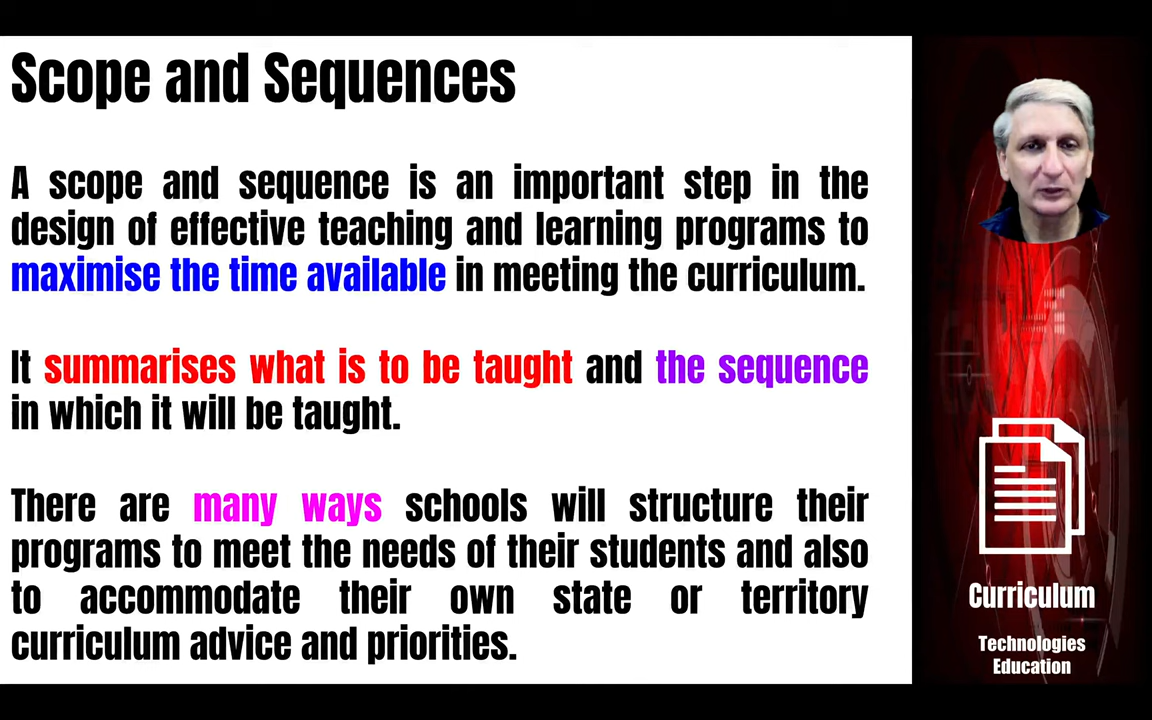 Scope and Sequences
A scope and sequence is an important step in the
design of effective teaching and learning programs to
maximise the time available in meeting the curriculum.
It summarises what is to be taught and the sequence
in which it will be taught.
There are many ways schools will structure their
programs to meet the needs of their students and also
to accommodate their own state or territory
curriculum advice and priorities.
Curriculum
Technologies
Education